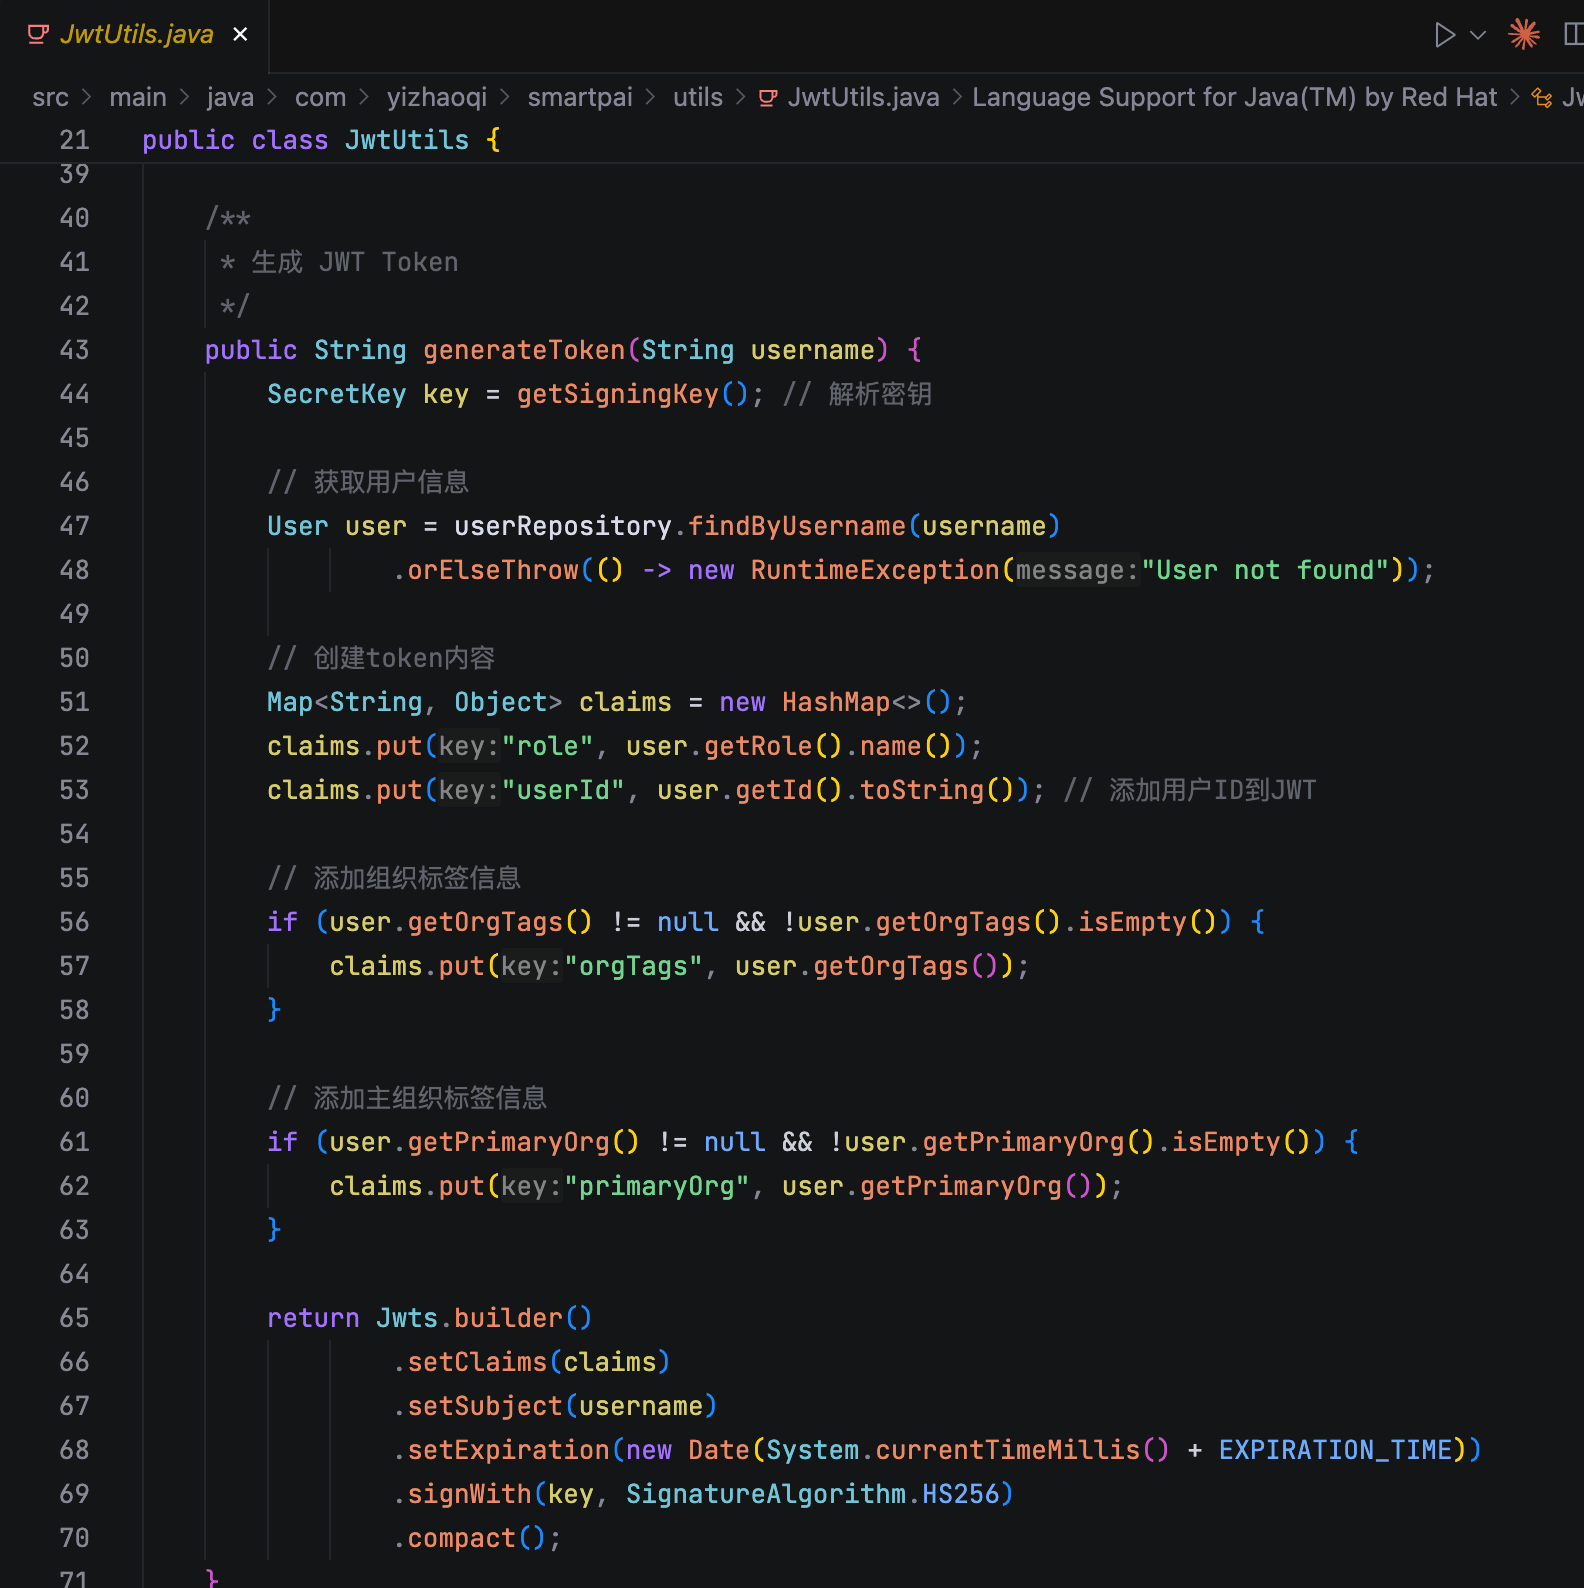 JwtUtils.java
src > main > java > com > yizhaoqi > smartpai > utils > JwtUtils.java > Language Support for Java(TM) by Red Hat > Jw
21 public class JwtUtils {
39
40 /**
41 * 生成 JWT Token
42 */
43 public String generateToken(String username) {
44 SecretKey key = getSigningKey(); // 解析密钥
45
46 // 获取用户信息
47 User user = userRepository.findByUsername(username)
48 .orElseThrow(() -> new RuntimeException(message:"User not found"));
49
50 // 创建token内容
51 Map<String, Object> claims = new HashMap<>();
52 claims.put(key:"role", user.getRole().name());
53 claims.put(key:"userId", user.getId().toString()); // 添加用户ID到JWT
54
55 // 添加组织标签信息
56 if (user.getOrgTags() != null && !user.getOrgTags().isEmpty()) {
57 claims.put(key:"orgTags", user.getOrgTags());
58 }
59
60 // 添加主组织标签信息
61 if (user.getPrimaryOrg() != null && !user.getPrimaryOrg().isEmpty()) {
62 claims.put(key:"primaryOrg", user.getPrimaryOrg());
63 }
64
65 return Jwts.builder()
66 .setClaims(claims)
67 .setSubject(username)
68 .setExpiration(new Date(System.currentTimeMillis() + EXPIRATION_TIME))
69 .signWith(key, SignatureAlgorithm.HS256)
70 .compact();
71 }